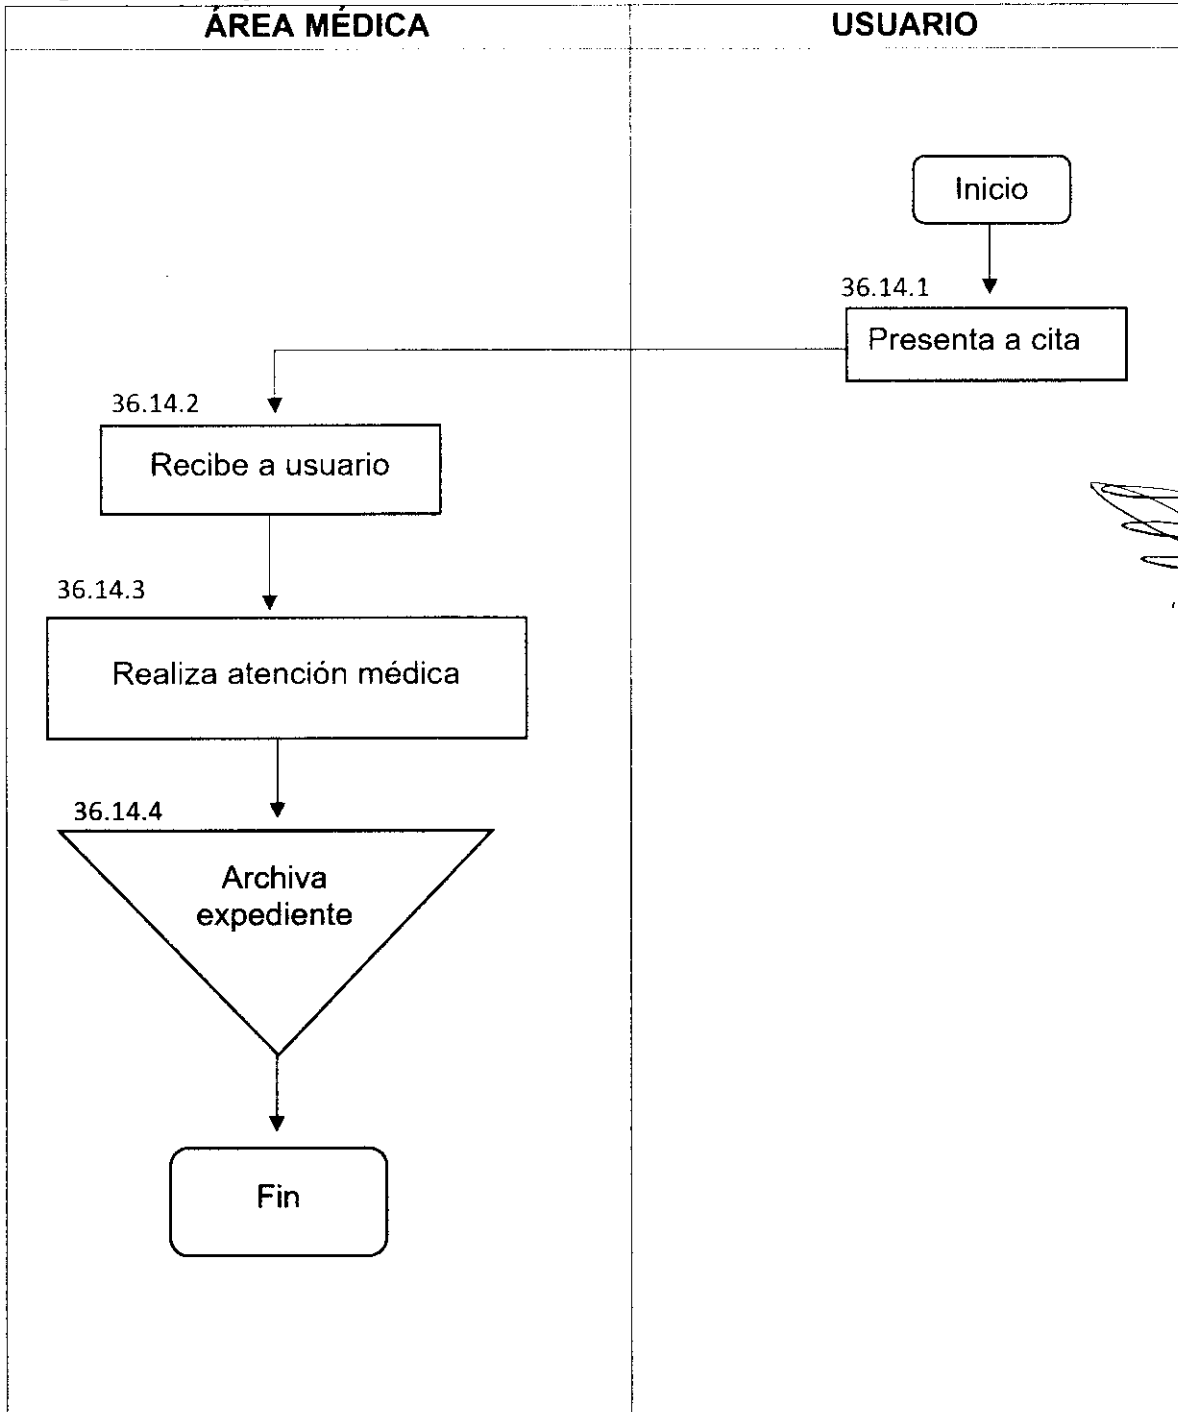 ÁREA MÉDICA
USUARIO
Inicio
36.14.1
Presenta a cita
36.14.2
Recibe a usuario
36.14.3
Realiza atención médica
36.14.4
Archiva
expediente
Fin